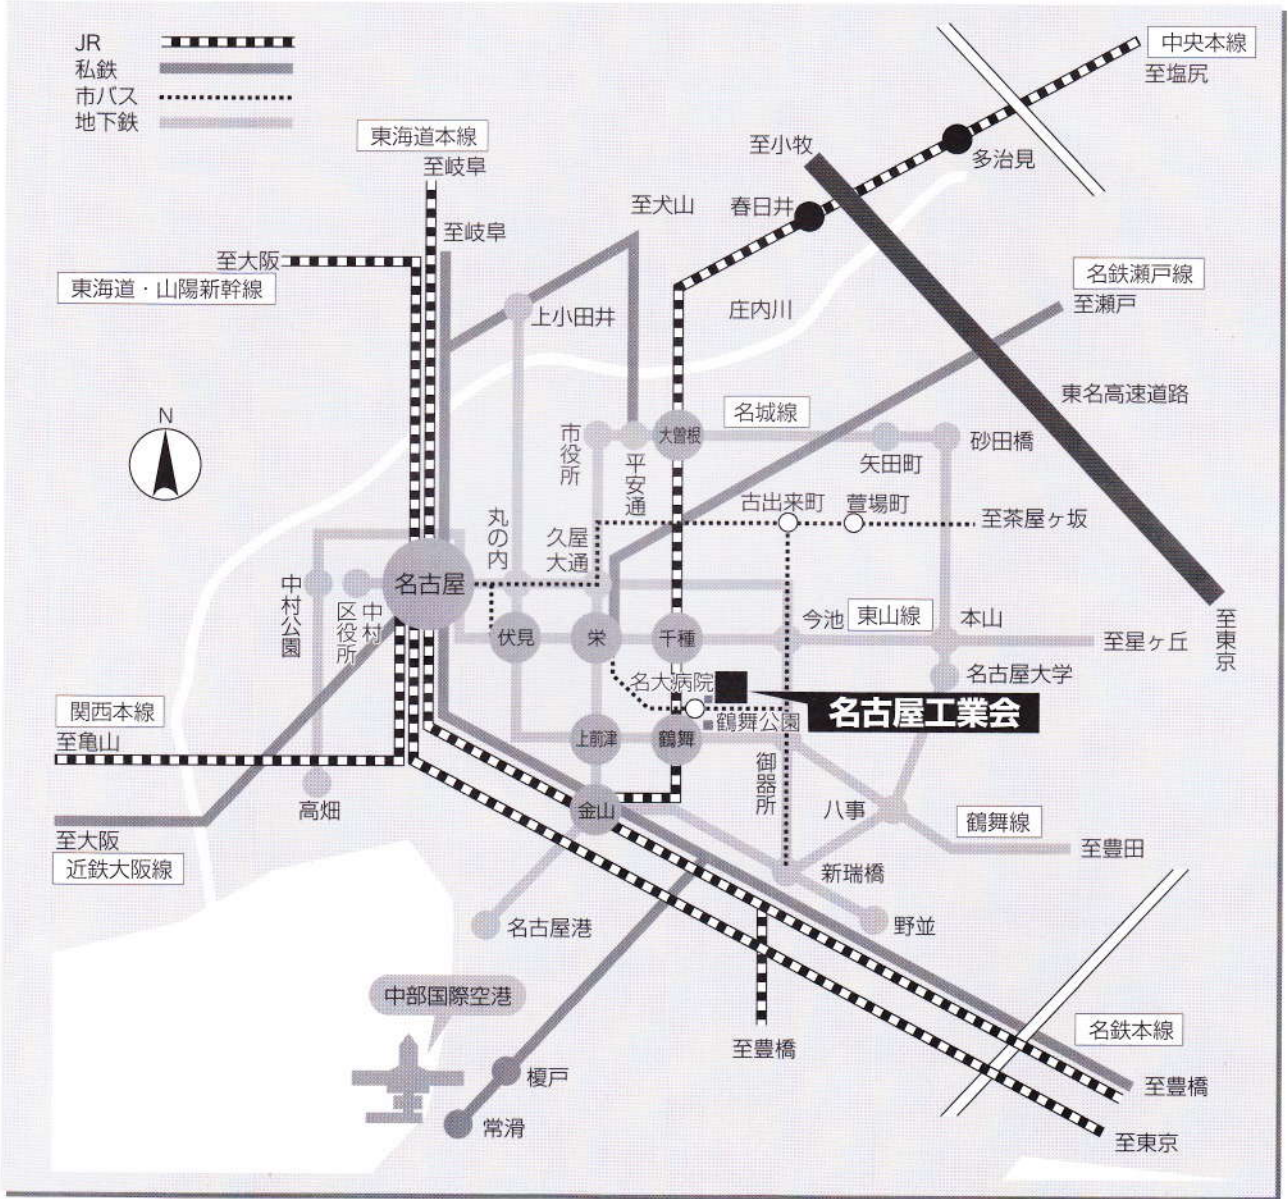 JR
私鉄
市バス
地下鉄
中央本線
至塩尻
東海道本線
至岐阜
至小牧
多治見
至犬山
春日井
至岐阜
至大阪
東海道・山陽新幹線
名鉄瀬戸線
至瀬戸
上小田井
庄内川
東名高速道路
N
名城線
市役所
平安通
大曽根
矢田町
砂田橋
古出来町
萱場町
至茶屋ヶ坂
丸の内
久屋
大通
名古屋
中村公園
中村
区役所
伏見
栄
千種
今池
東山線
本山
至星ヶ丘
至東京
名大病院
名古屋大学
名古屋工業会
鶴舞公園
関西本線
至亀山
上前津
鶴舞
御器所
高畑
金山
八事
鶴舞線
至大阪
近鉄大阪線
至豊田
新瑞橋
名古屋港
野並
中部国際空港
名鉄本線
至豊橋
榎戸
至豊橋
常滑
至東京